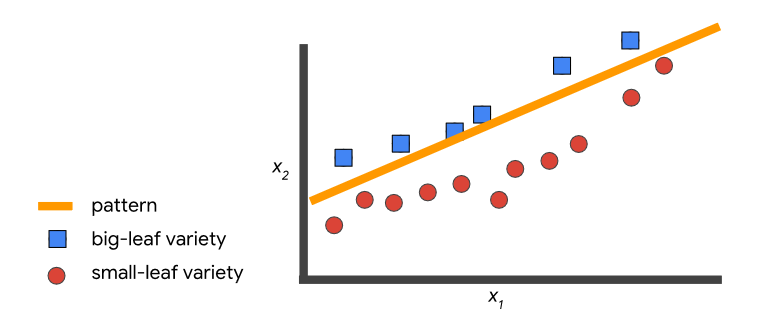 x2
pattern
big-leaf variety
small-leaf variety
x1